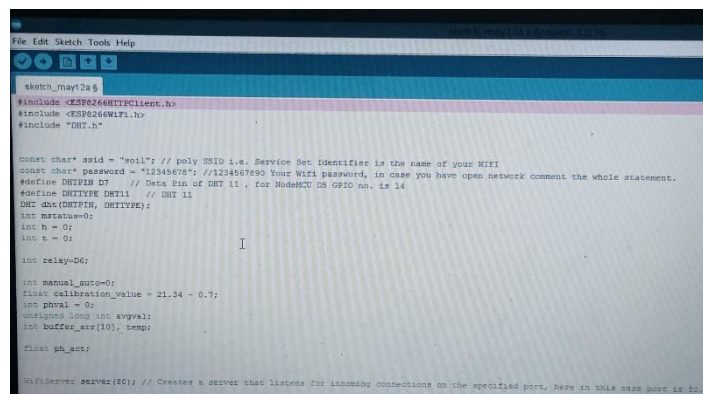 File Edit Sketch Tools Help
sketch_may12a §
#include <ESP8266HTTPClient.h>
#include <ESP8266WiFi.h>
#include "DHT.h"
const char* ssid = "soil"; // poly SSID i.e. Service Set Identifier is the name of your WIFI
const char* password = "12345678"; //1234567890 Your Wifi password, in case you have open network comment the whole statement.
#define DHTPIN D7 // Data Pin of DHT 11 , for NodeMCU D5 GPIO no. is 14
#define DHTTYPE DHT11 // DHT 11
DHT dht(DHTPIN, DHTTYPE);
int mstatus=0;
int h = 0;
int t = 0;
int relay=D6;
int manual_auto=0;
float calibration_value = 21.34 - 0.7;
int phval = 0;
unsigned long int avgval;
int buffer_arr[10], temp;
float ph_act;
WiFiServer server(80); // Creates a server that listens for incoming connections on the specified port, here in this case port is 80.